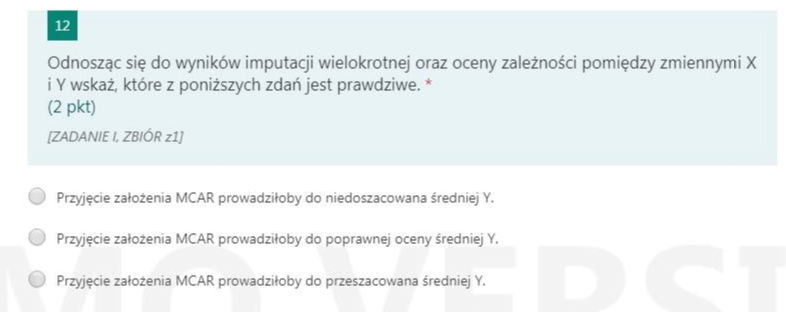 12
Odnosząc się do wyników imputacji wielokrotnej oraz oceny zależności pomiędzy zmiennymi X
i Y wskaż, które z poniższych zdań jest prawdziwe. *
(2 pkt)
[ZADANIE I, ZBIÓR z1]
Przyjęcie założenia MCAR prowadziłoby do niedoszacowana średniej Y.
Przyjęcie założenia MCAR prowadziłoby do poprawnej oceny średniej Y.
Przyjęcie założenia MCAR prowadziłoby do przeszacowana średniej Y.